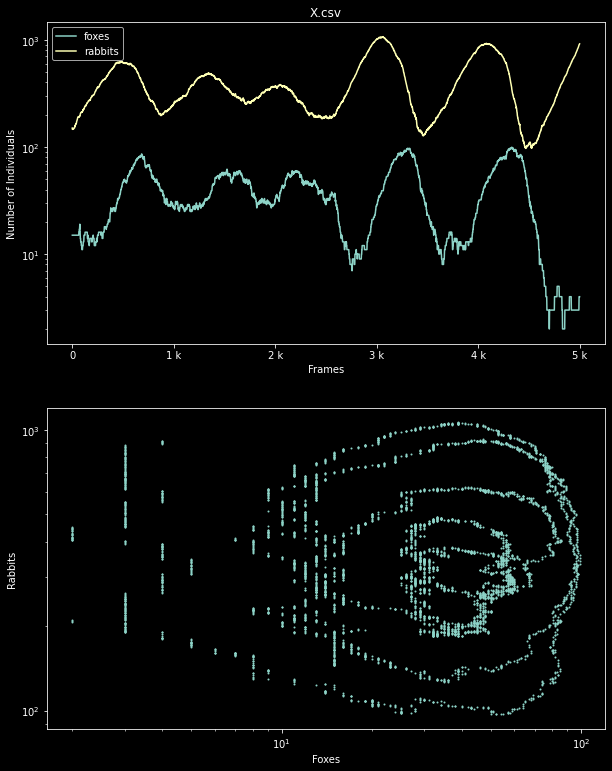 X.csv
foxes
rabbits
Number of Individuals
10³
10²
10¹
0
1 k
2 k
3 k
4 k
5 k
Frames
Rabbits
10³
10²
10¹
10²
Foxes